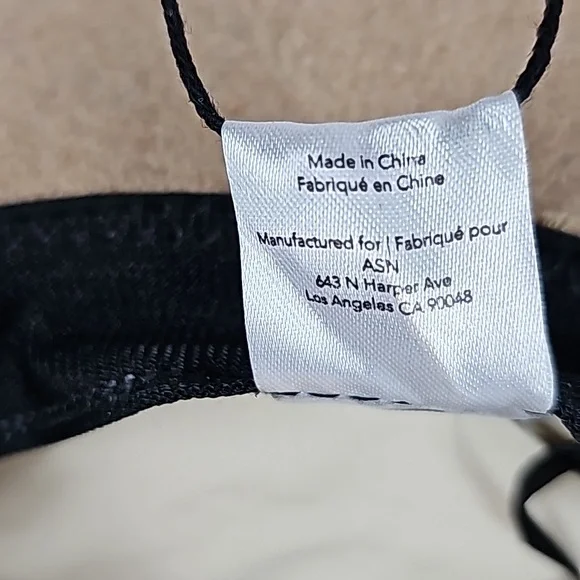 Made in China
Fabriqué en Chine
Manufactured for | Fabriqué pour
ASN
643 N Harper Ave
Los Angeles CA 90048